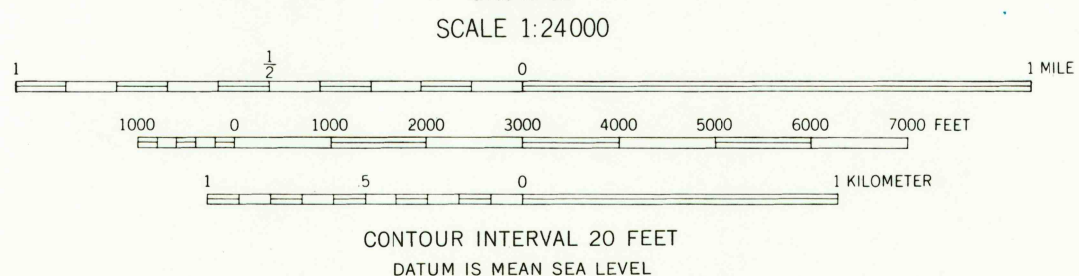 SCALE 1:24000
1 1/2 0 1 MILE
1000 0 1000 2000 3000 4000 5000 6000 7000 FEET
1 .5 0 1 KILOMETER
CONTOUR INTERVAL 20 FEET
DATUM IS MEAN SEA LEVEL